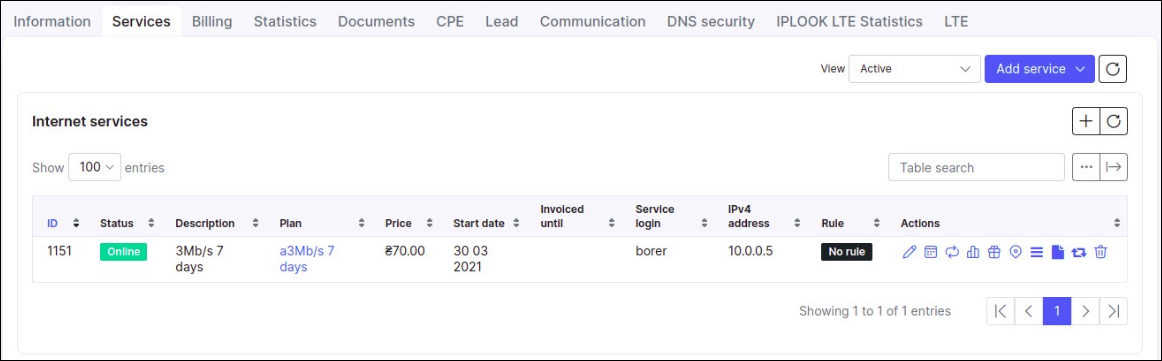 Information Services Billing Statistics Documents CPE Lead Communication DNS security IPLOOK LTE Statistics LTE
View Active Add service
Internet services
Show 100 entries Table search
ID Status Description Plan Price Start date Invoiced until Service login IPv4 address Rule Actions
1151 Online 3Mb/s 7 days a3Mb/s 7 days ₴70.00 30 03 2021 borer 10.0.0.5 No rule
Showing 1 to 1 of 1 entries 1